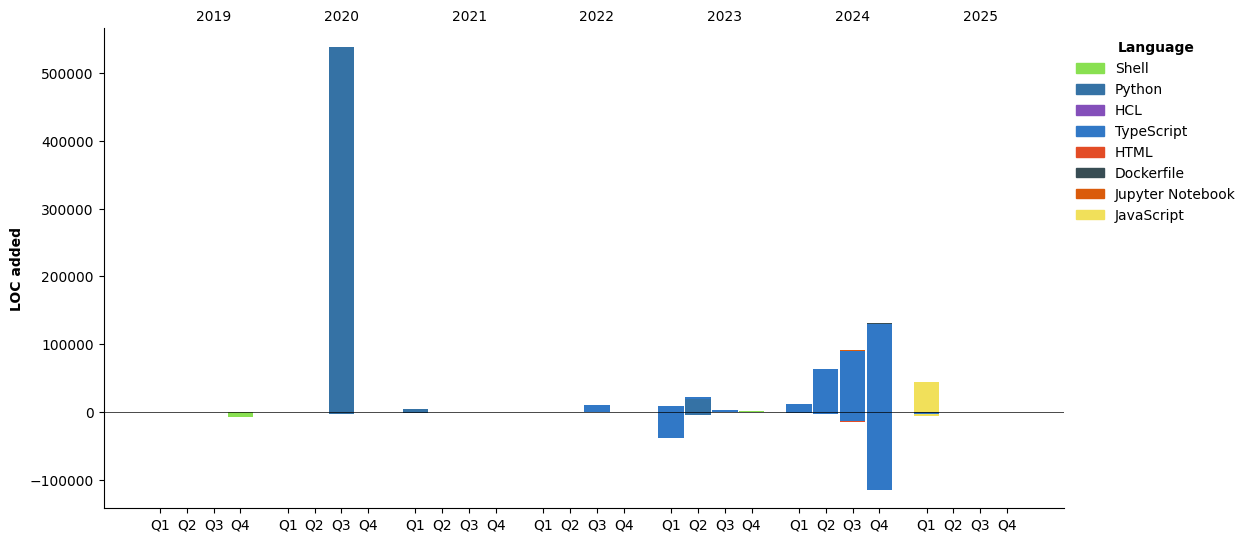 2019 2020 2021 2022 2023 2024 2025
LOC added
500000
400000
300000
200000
100000
0
−100000
Q1 Q2 Q3 Q4 Q1 Q2 Q3 Q4 Q1 Q2 Q3 Q4 Q1 Q2 Q3 Q4 Q1 Q2 Q3 Q4 Q1 Q2 Q3 Q4 Q1 Q2 Q3 Q4
Language
Shell
Python
HCL
TypeScript
HTML
Dockerfile
Jupyter Notebook
JavaScript